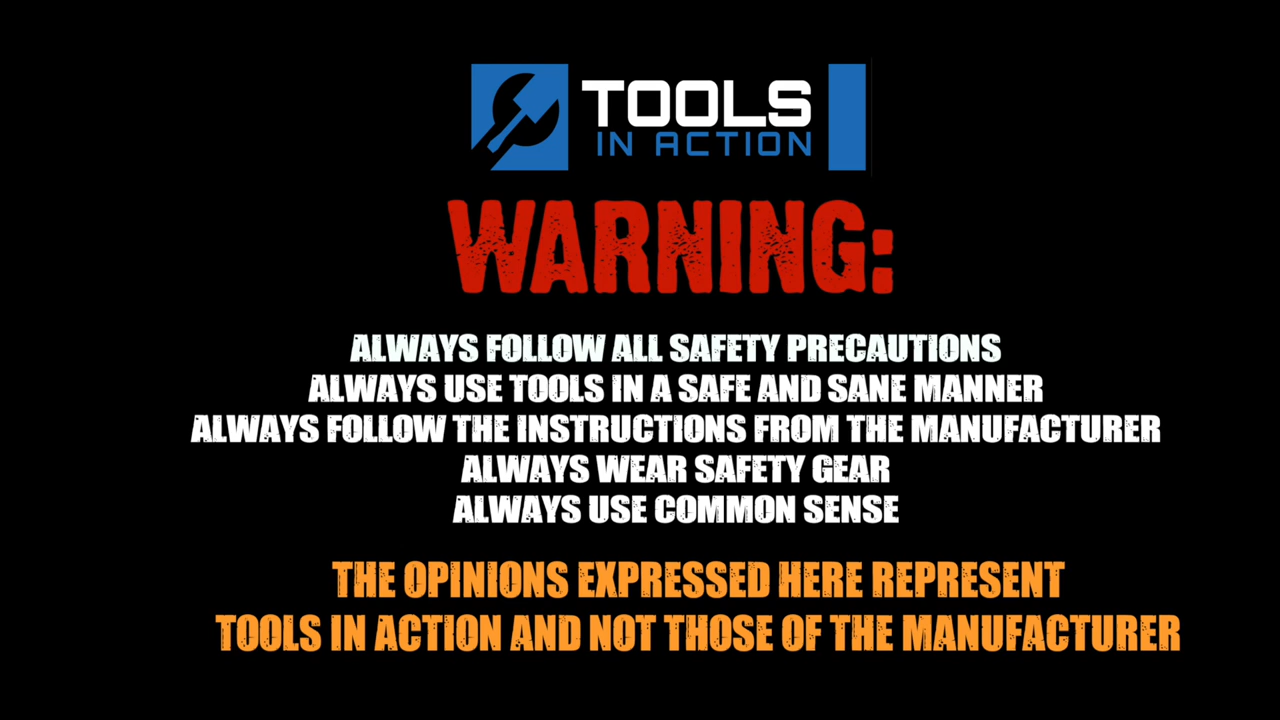 TOOLS
IN ACTION
WARNING:
ALWAYS FOLLOW ALL SAFETY PRECAUTIONS
ALWAYS USE TOOLS IN A SAFE AND SANE MANNER
ALWAYS FOLLOW THE INSTRUCTIONS FROM THE MANUFACTURER
ALWAYS WEAR SAFETY GEAR
ALWAYS USE COMMON SENSE
THE OPINIONS EXPRESSED HERE REPRESENT
TOOLS IN ACTION AND NOT THOSE OF THE MANUFACTURER